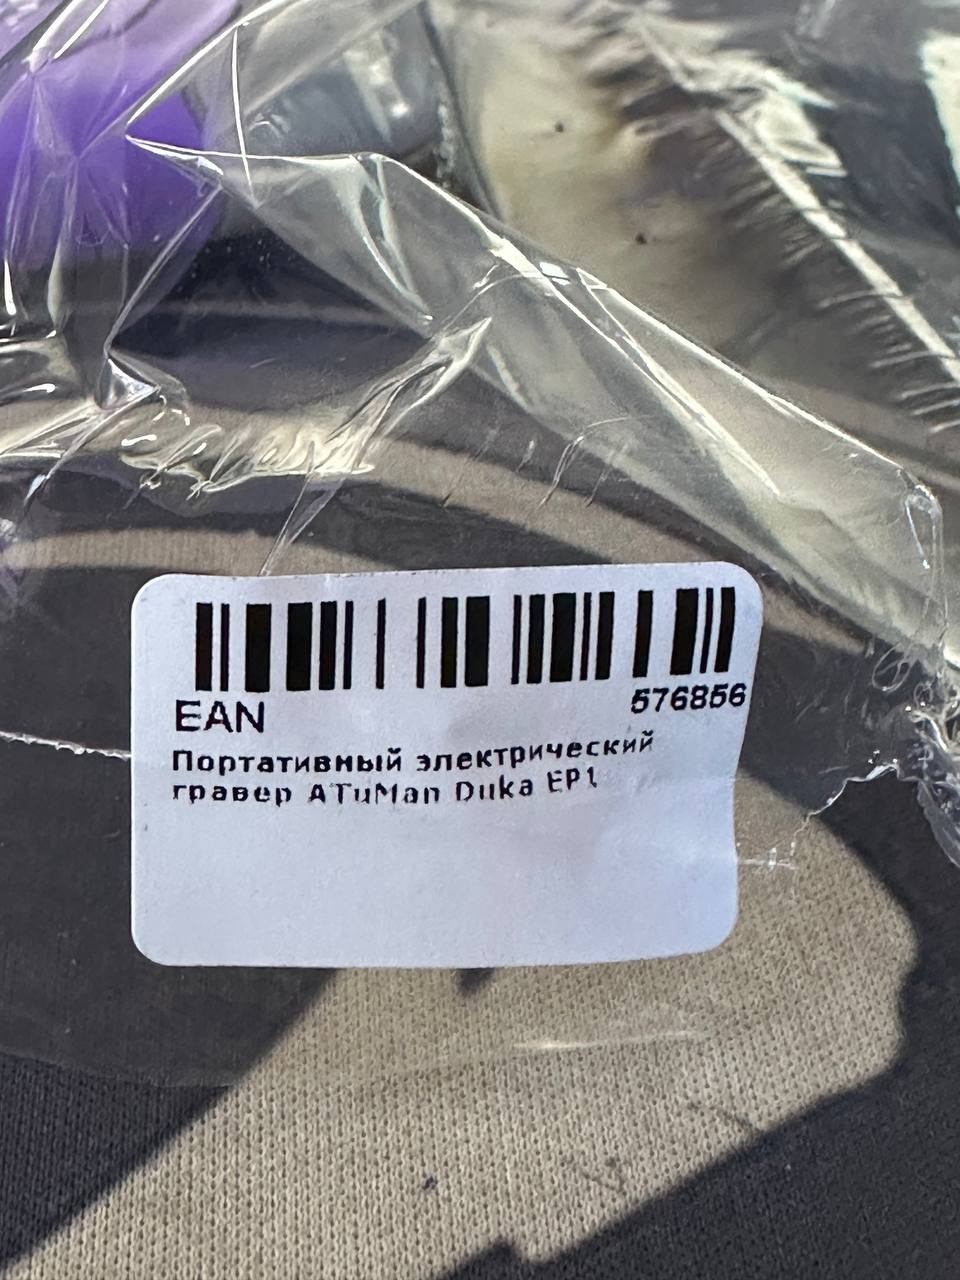 EAN 576856
Портативный электрический
гравер ATuMan Duka EP1